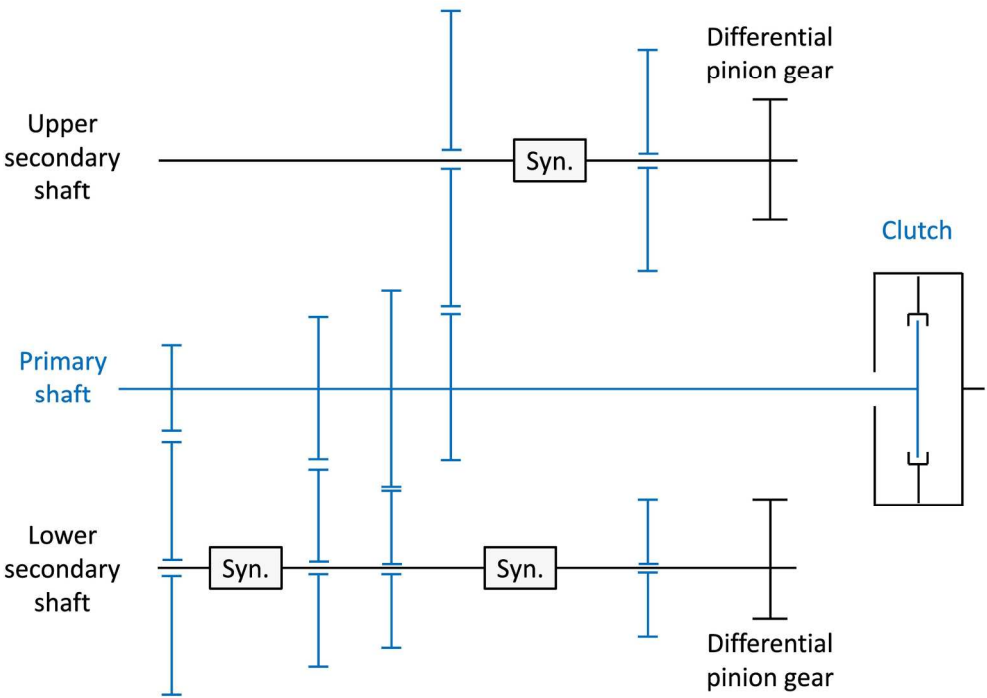 Differential
pinion gear
Upper
secondary
shaft
Syn.
Clutch
Primary
shaft
Lower
secondary
shaft
Syn.
Syn.
Differential
pinion gear